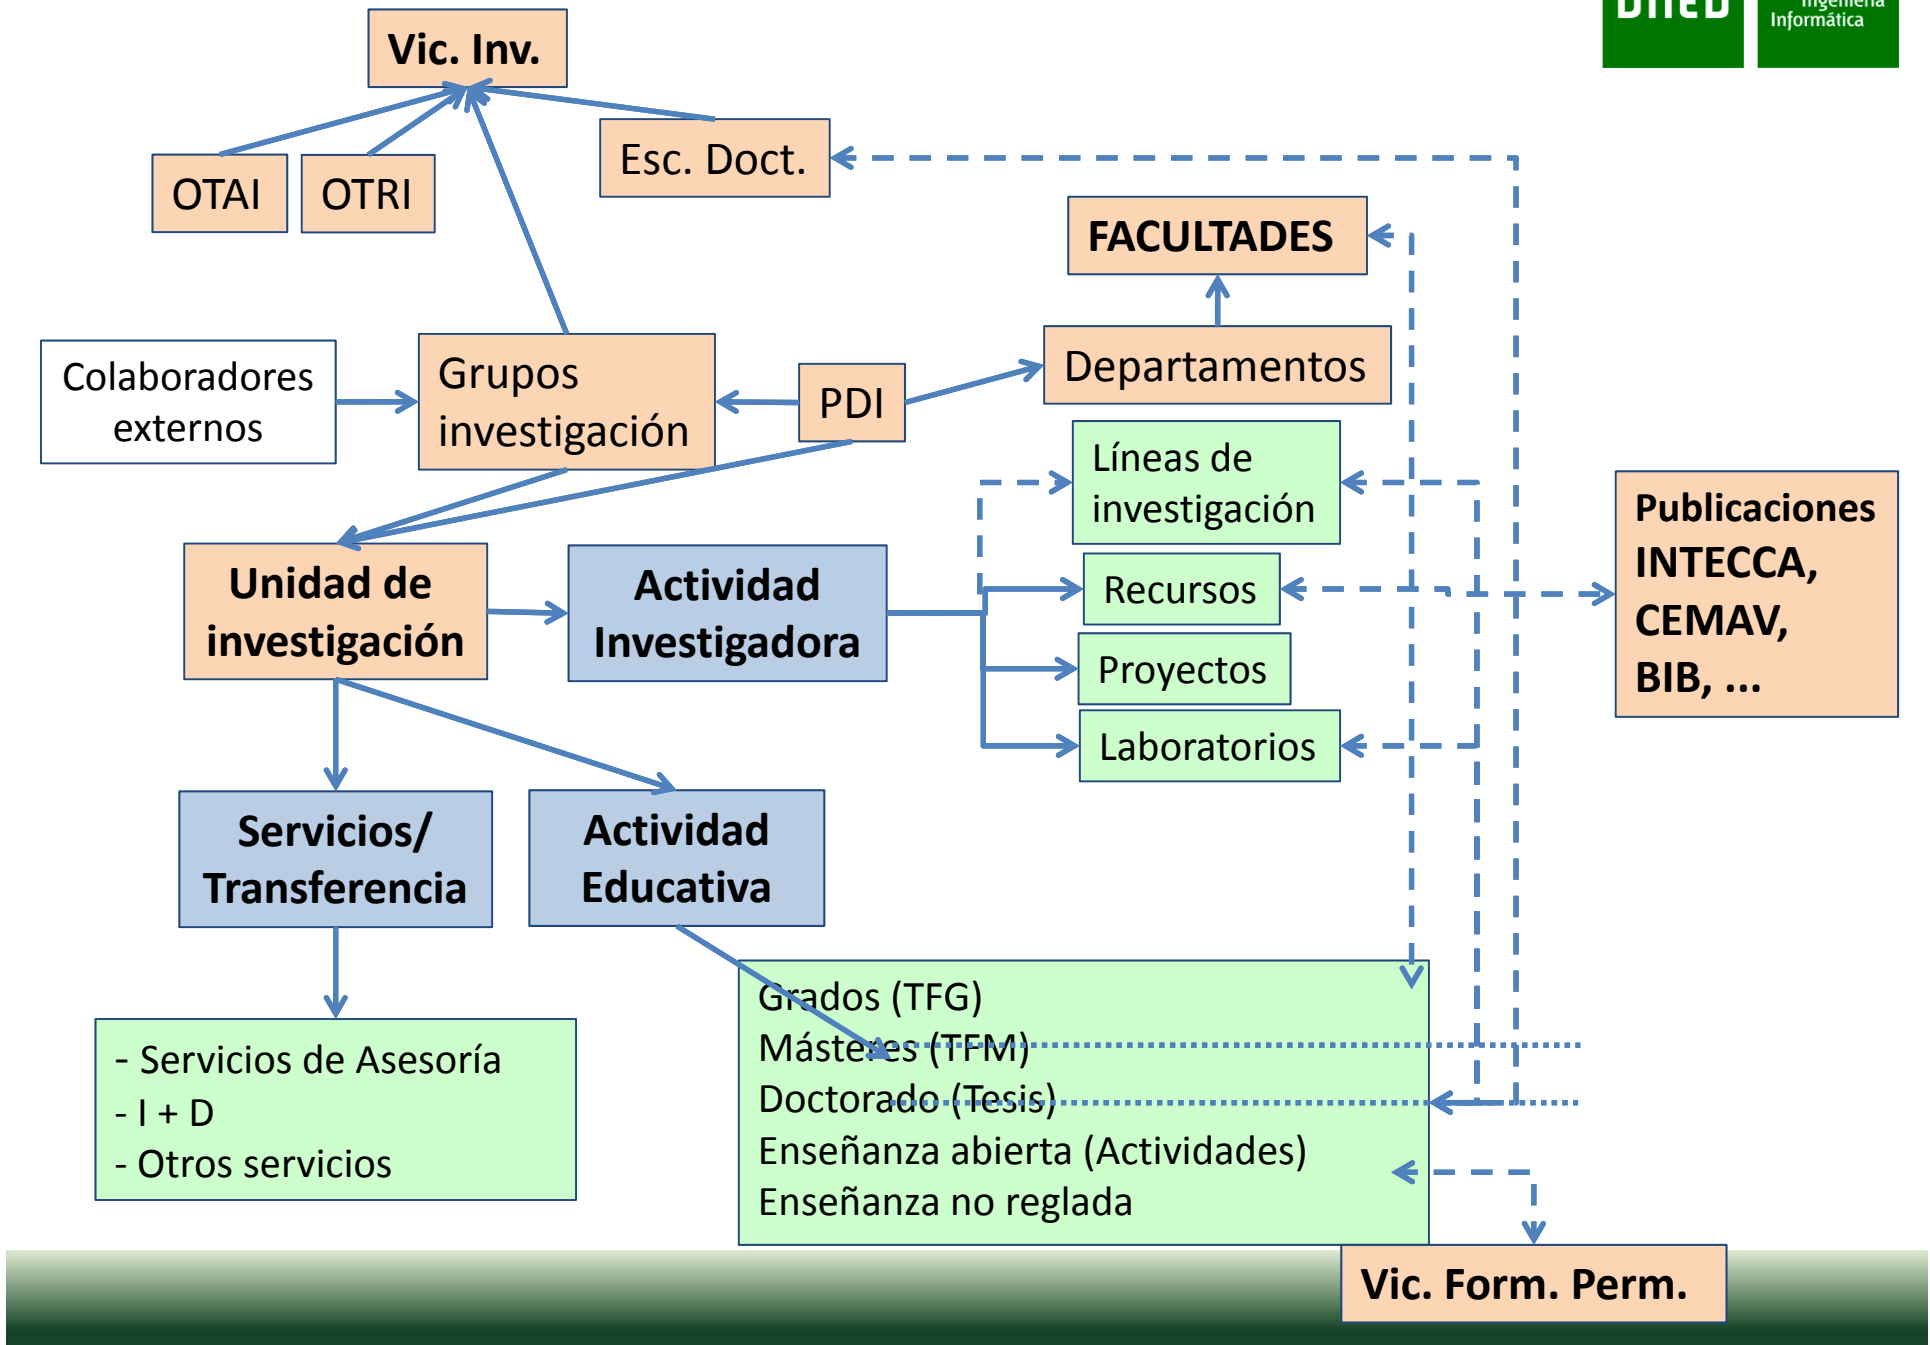 Ingeniería
Informática
Vic. Inv.
OTAI
OTRI
Esc. Doct.
FACULTADES
Colaboradores
externos
Grupos
investigación
PDI
Departamentos
Líneas de
investigación
Recursos
Proyectos
Laboratorios
Publicaciones
INTECCA,
CEMAV,
BIB, ...
Unidad de
investigación
Actividad
Investigadora
Servicios/
Transferencia
Actividad
Educativa
- Servicios de Asesoría
- I + D
- Otros servicios
Grados (TFG)
Másteres (TFM)
Doctorado (Tesis)
Enseñanza abierta (Actividades)
Enseñanza no reglada
Vic. Form. Perm.